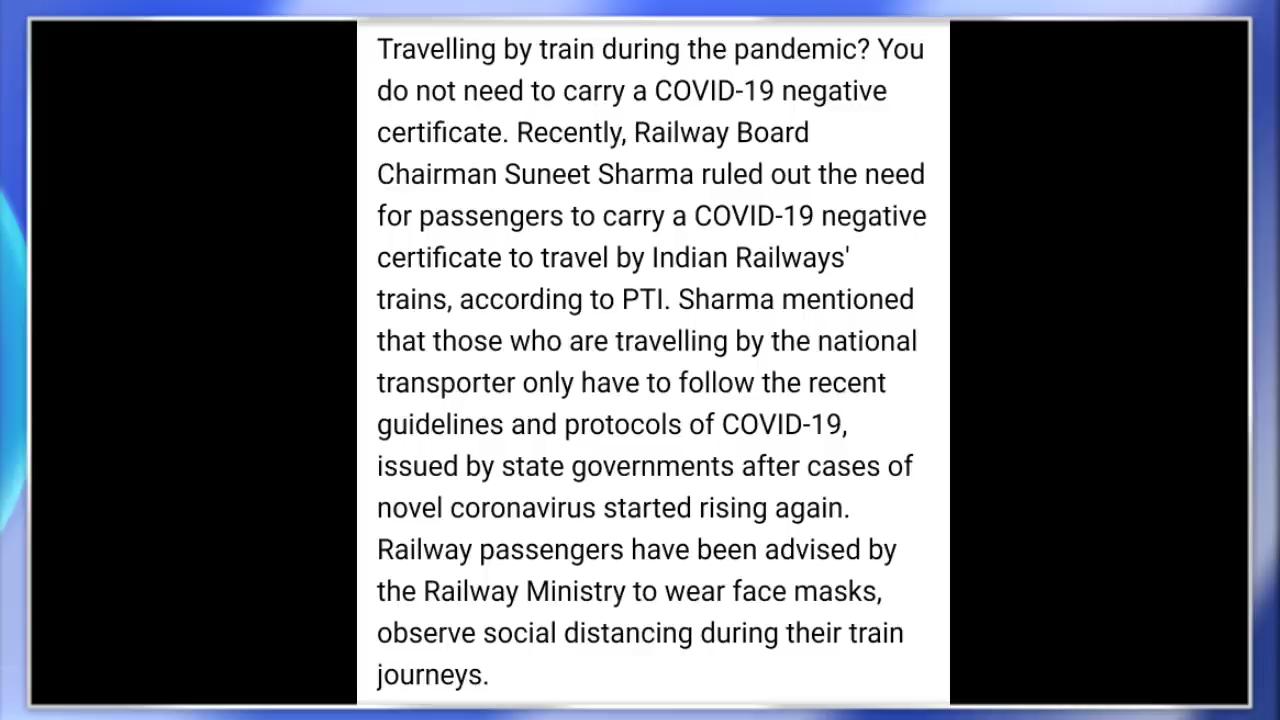 Travelling by train during the pandemic? You
do not need to carry a COVID-19 negative
certificate. Recently, Railway Board
Chairman Suneet Sharma ruled out the need
for passengers to carry a COVID-19 negative
certificate to travel by Indian Railways'
trains, according to PTI. Sharma mentioned
that those who are travelling by the national
transporter only have to follow the recent
guidelines and protocols of COVID-19,
issued by state governments after cases of
novel coronavirus started rising again.
Railway passengers have been advised by
the Railway Ministry to wear face masks,
observe social distancing during their train
journeys.